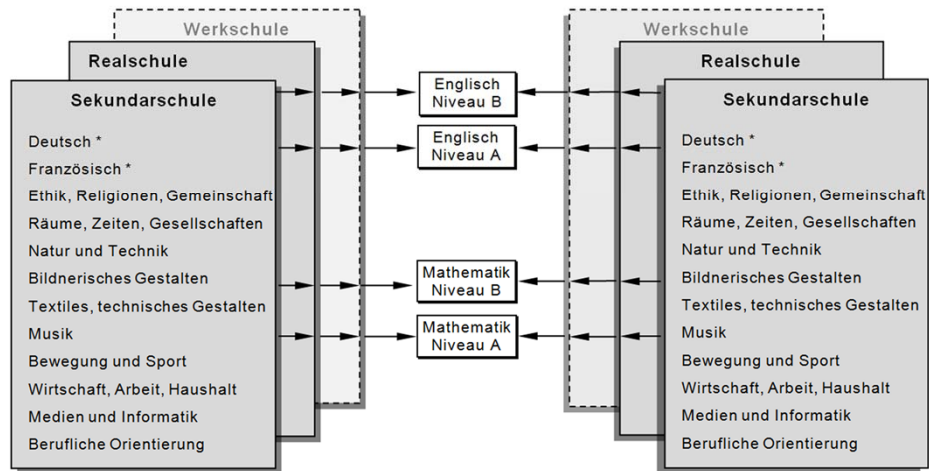 Werkschule
Realschule
Sekundarschule
Deutsch *
Französisch *
Ethik, Religionen, Gemeinschaft
Räume, Zeiten, Gesellschaften
Natur und Technik
Bildnerisches Gestalten
Textiles, technisches Gestalten
Musik
Bewegung und Sport
Wirtschaft, Arbeit, Haushalt
Medien und Informatik
Berufliche Orientierung
Englisch
Niveau B
Englisch
Niveau A
Mathematik
Niveau B
Mathematik
Niveau A
Werkschule
Realschule
Sekundarschule
Deutsch *
Französisch *
Ethik, Religionen, Gemeinschaft
Räume, Zeiten, Gesellschaften
Natur und Technik
Bildnerisches Gestalten
Textiles, technisches Gestalten
Musik
Bewegung und Sport
Wirtschaft, Arbeit, Haushalt
Medien und Informatik
Berufliche Orientierung